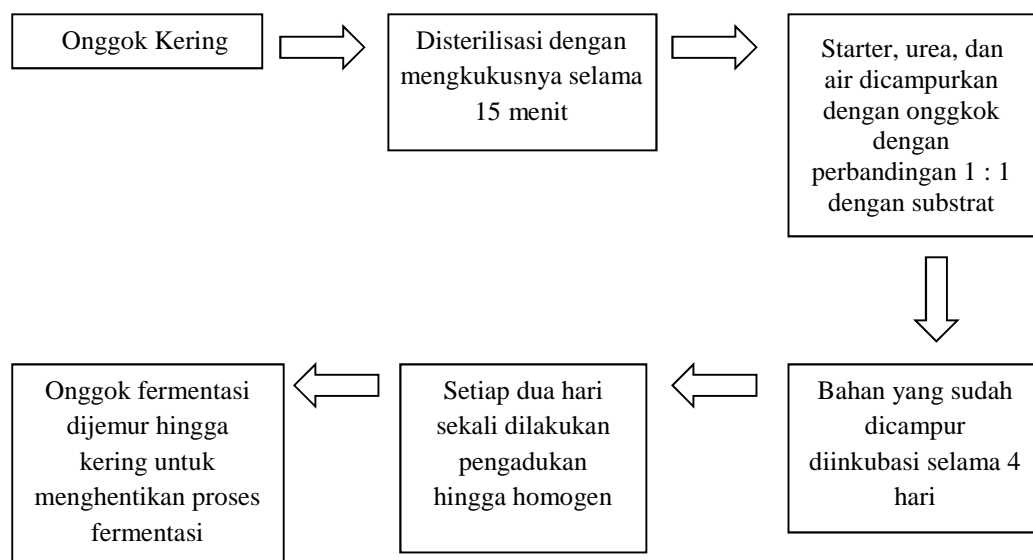 Onggok Kering
Disterilisasi dengan
mengkukusnya selama
15 menit
Starter, urea, dan
air dicampurkan
dengan onggkok
dengan
perbandingan 1 : 1
dengan substrat
Bahan yang sudah
dicampur
diinkubasi selama 4
hari
Setiap dua hari
sekali dilakukan
pengadukan
hingga homogen
Onggok fermentasi
dijemur hingga
kering untuk
menghentikan proses
fermentasi